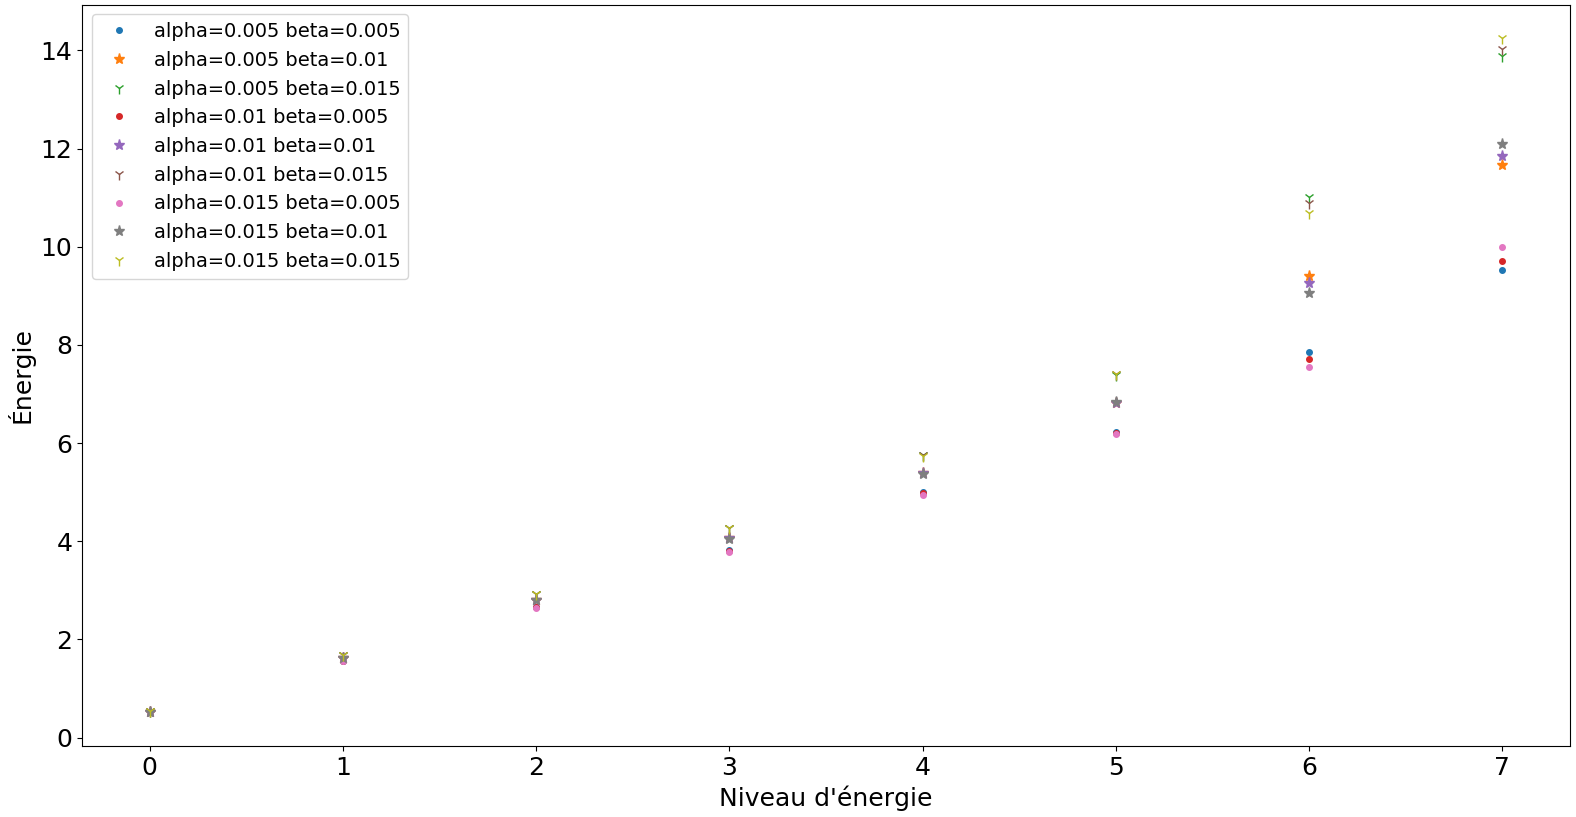 alpha=0.005 beta=0.005
alpha=0.005 beta=0.01
alpha=0.005 beta=0.015
alpha=0.01 beta=0.005
alpha=0.01 beta=0.01
alpha=0.01 beta=0.015
alpha=0.015 beta=0.005
alpha=0.015 beta=0.01
alpha=0.015 beta=0.015
14
12
10
8
6
4
2
0
Énergie
0 1 2 3 4 5 6 7
Niveau d'énergie